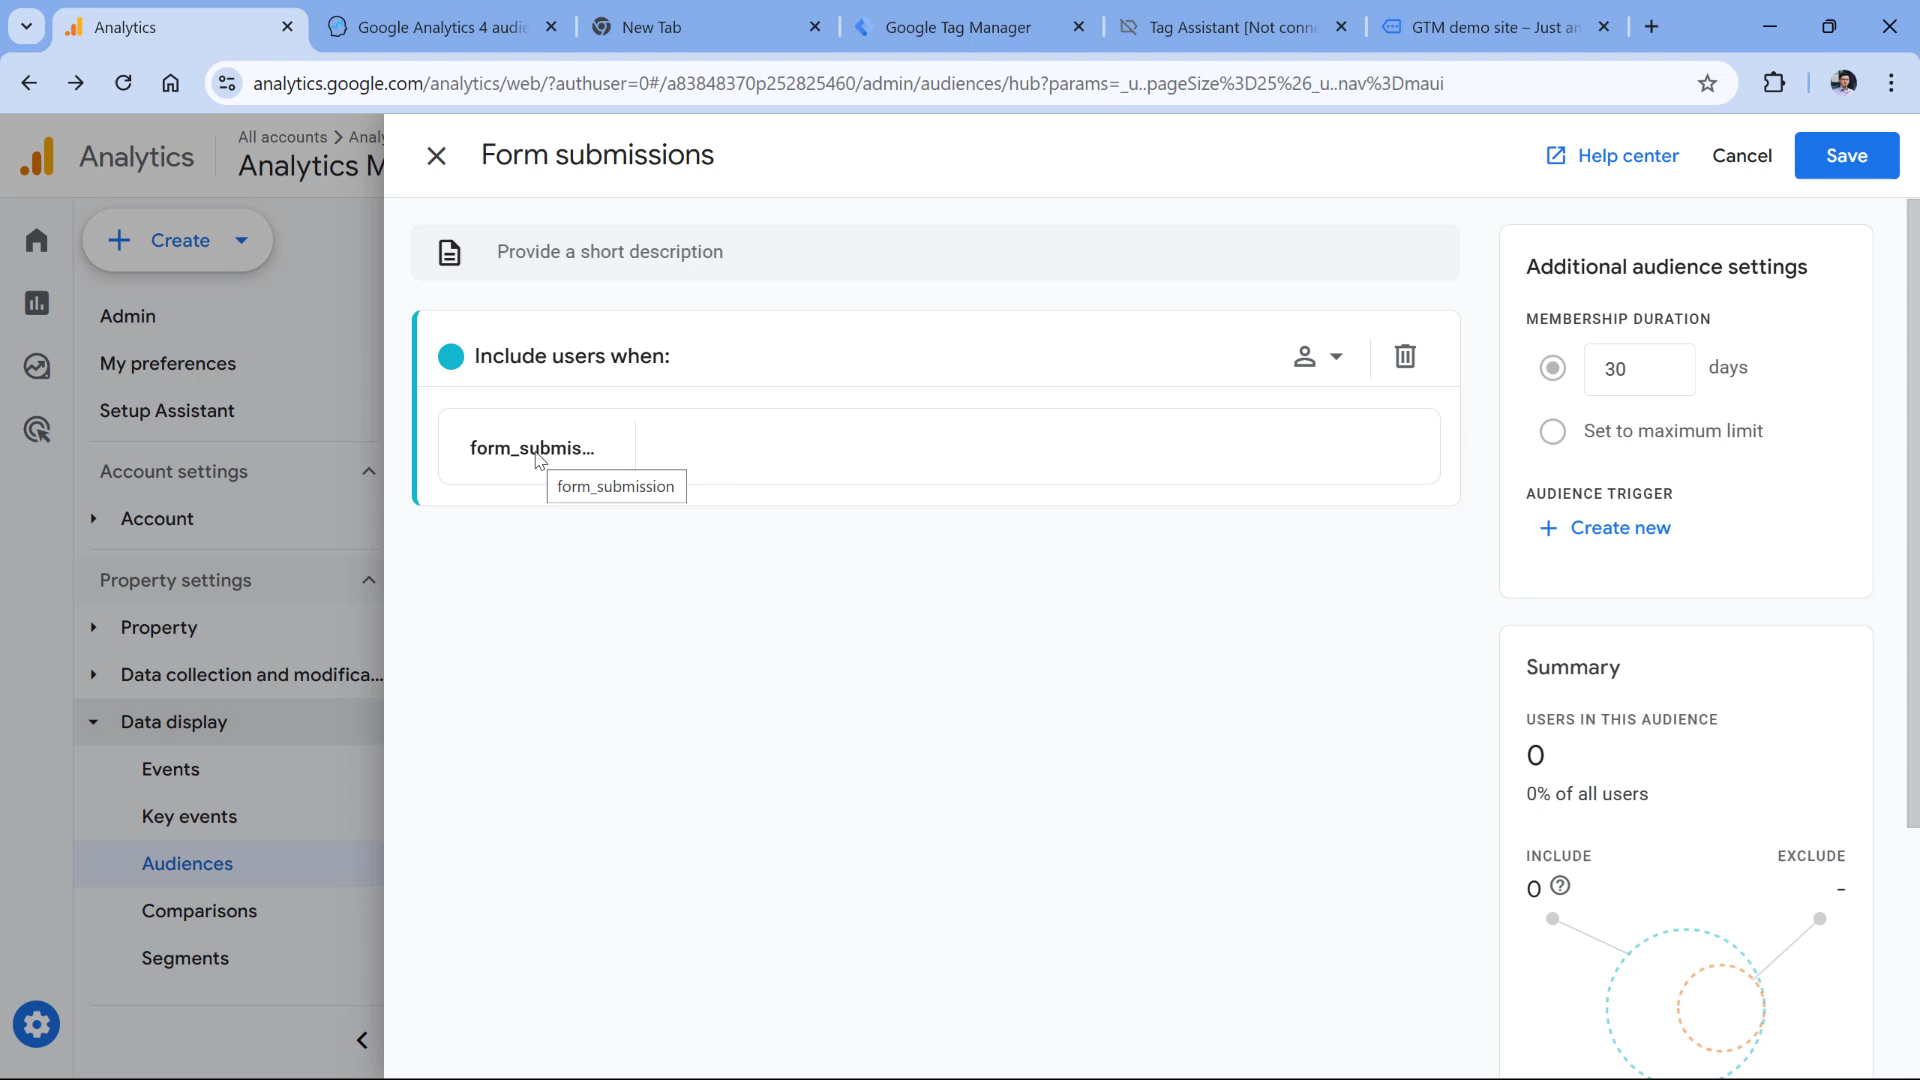 Analytics
Google Analytics 4 audie
New Tab
Google Tag Manager
Tag Assistant [Not conne
GTM demo site – Just an
analytics.google.com/analytics/web/?authuser=0#/a83848370p252825460/admin/audiences/hub?params=_u..pageSize%3D25%26_u..nav%3Dmaui
Analytics
All accounts > Analy
Analytics M
Form submissions
Help center
Cancel
Save
Create
Admin
My preferences
Setup Assistant
Account settings
Account
Property settings
Property
Data collection and modifica...
Data display
Events
Key events
Audiences
Comparisons
Segments
Provide a short description
Include users when:
form_submis...
form_submission
Additional audience settings
MEMBERSHIP DURATION
30 days
Set to maximum limit
AUDIENCE TRIGGER
Create new
Summary
USERS IN THIS AUDIENCE
0
0% of all users
INCLUDE EXCLUDE
0 -